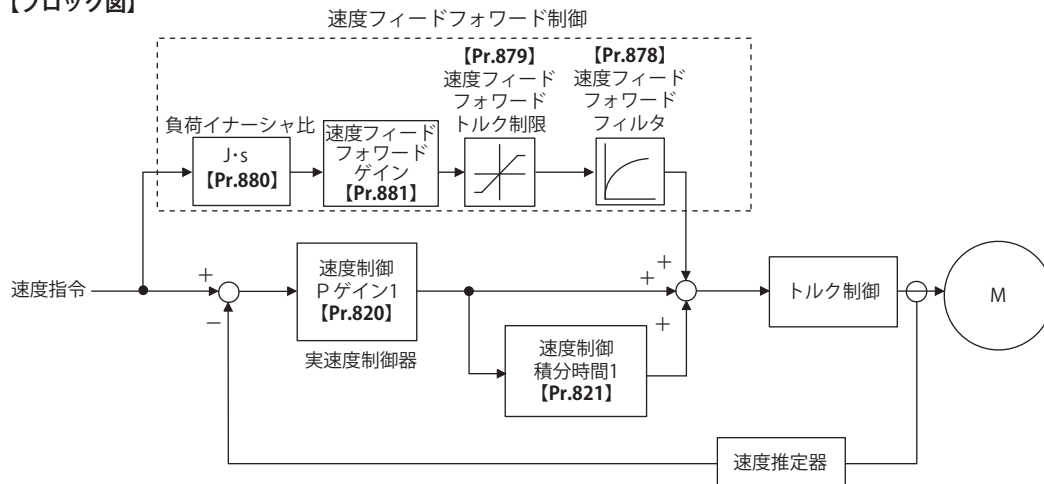 【ブロック図】
速度フィードフォワード制御
【Pr.879】
速度フィード
フォワード
トルク制限
【Pr.878】
速度フィード
フォワード
フィルタ
負荷イナーシャ比
J・s
【Pr.880】
速度フィード
フォワード
ゲイン
【Pr.881】
速度指令
+
−
速度制御
P ゲイン1
【Pr.820】
実速度制御器
+
+
+
速度制御
積分時間1
【Pr.821】
トルク制御
M
速度推定器